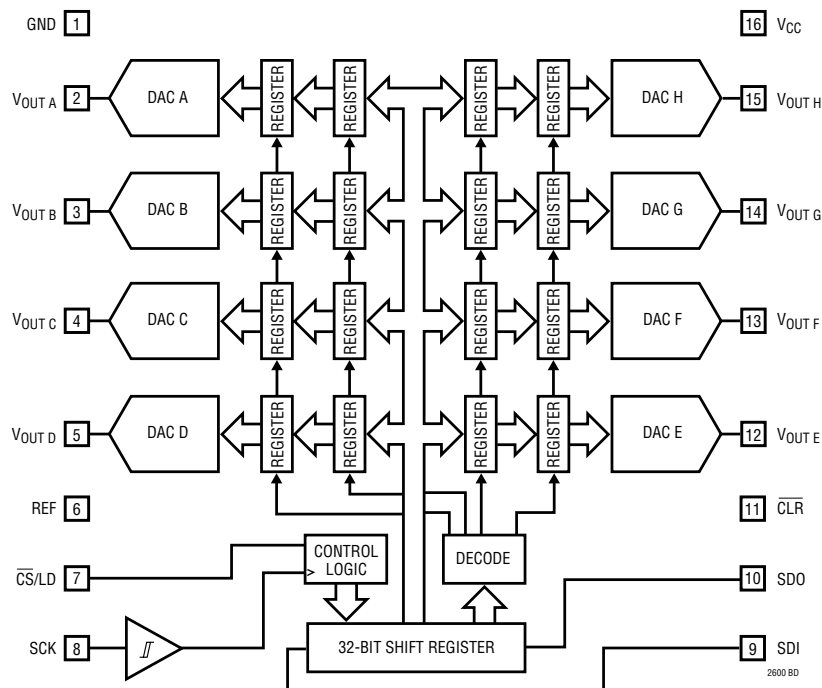 GND 1
16 VCC
VOUT A 2 DAC A REGISTER REGISTER REGISTER REGISTER DAC H 15 VOUT H
VOUT B 3 DAC B REGISTER REGISTER REGISTER REGISTER DAC G 14 VOUT G
VOUT C 4 DAC C REGISTER REGISTER REGISTER REGISTER DAC F 13 VOUT F
VOUT D 5 DAC D REGISTER REGISTER REGISTER REGISTER DAC E 12 VOUT E
REF 6
11 CLR
CS/LD 7
CONTROL
LOGIC
DECODE
10 SDO
SCK 8
32-BIT SHIFT REGISTER
9 SDI
2600 BD